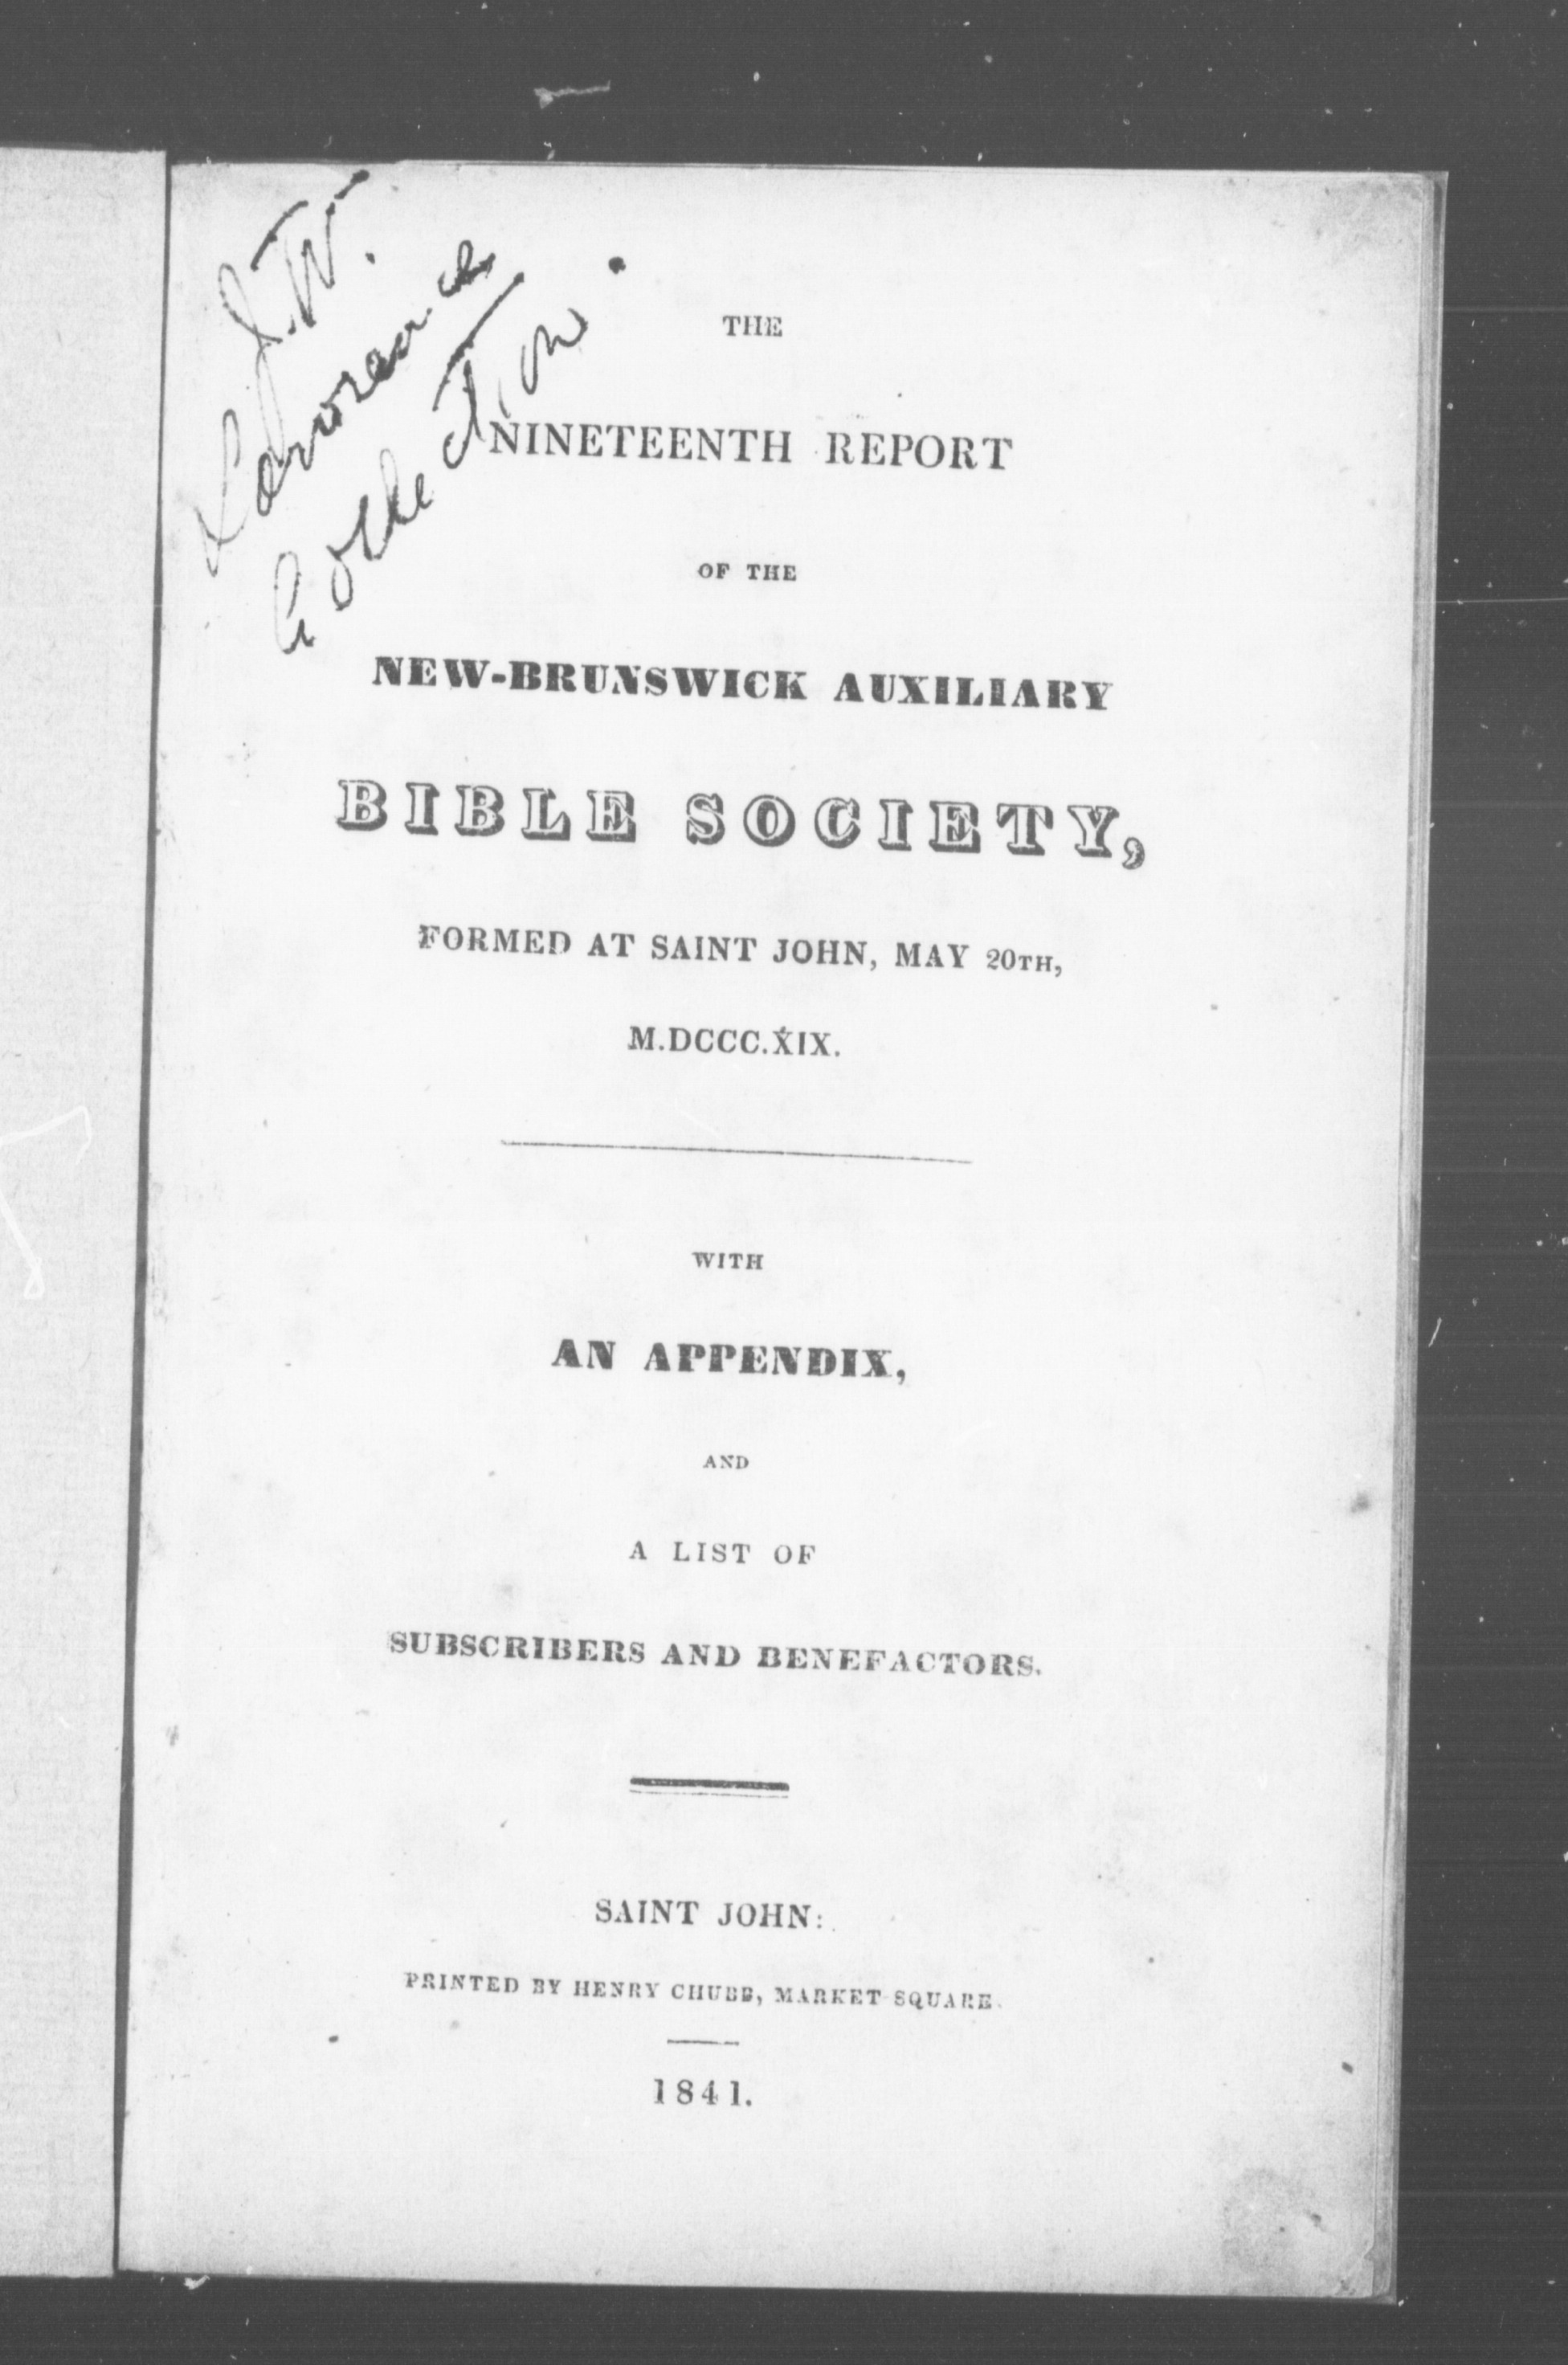 J. W.
Lawrence
Collection.
THE
NINETEENTH REPORT
OF THE
NEW-BRUNSWICK AUXILIARY
BIBLE SOCIETY,
FORMED AT SAINT JOHN, MAY 20TH,
M.DCCC.XIX.
WITH
AN APPENDIX,
AND
A LIST OF
SUBSCRIBERS AND BENEFACTORS.
SAINT JOHN:
PRINTED BY HENRY CHUBB, MARKET SQUARE.
1841.